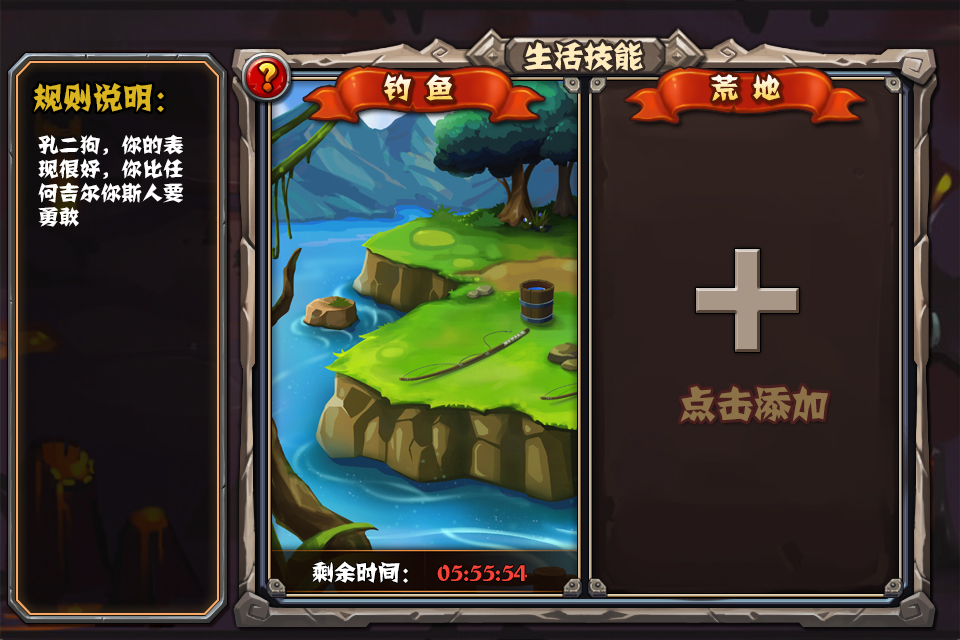 生活技能
规则说明：
孔二狗，你的表
现很好，你比任
何吉尔你斯人要
勇敢
?
钓鱼
剩余时间： 05:55:54
荒地
点击添加